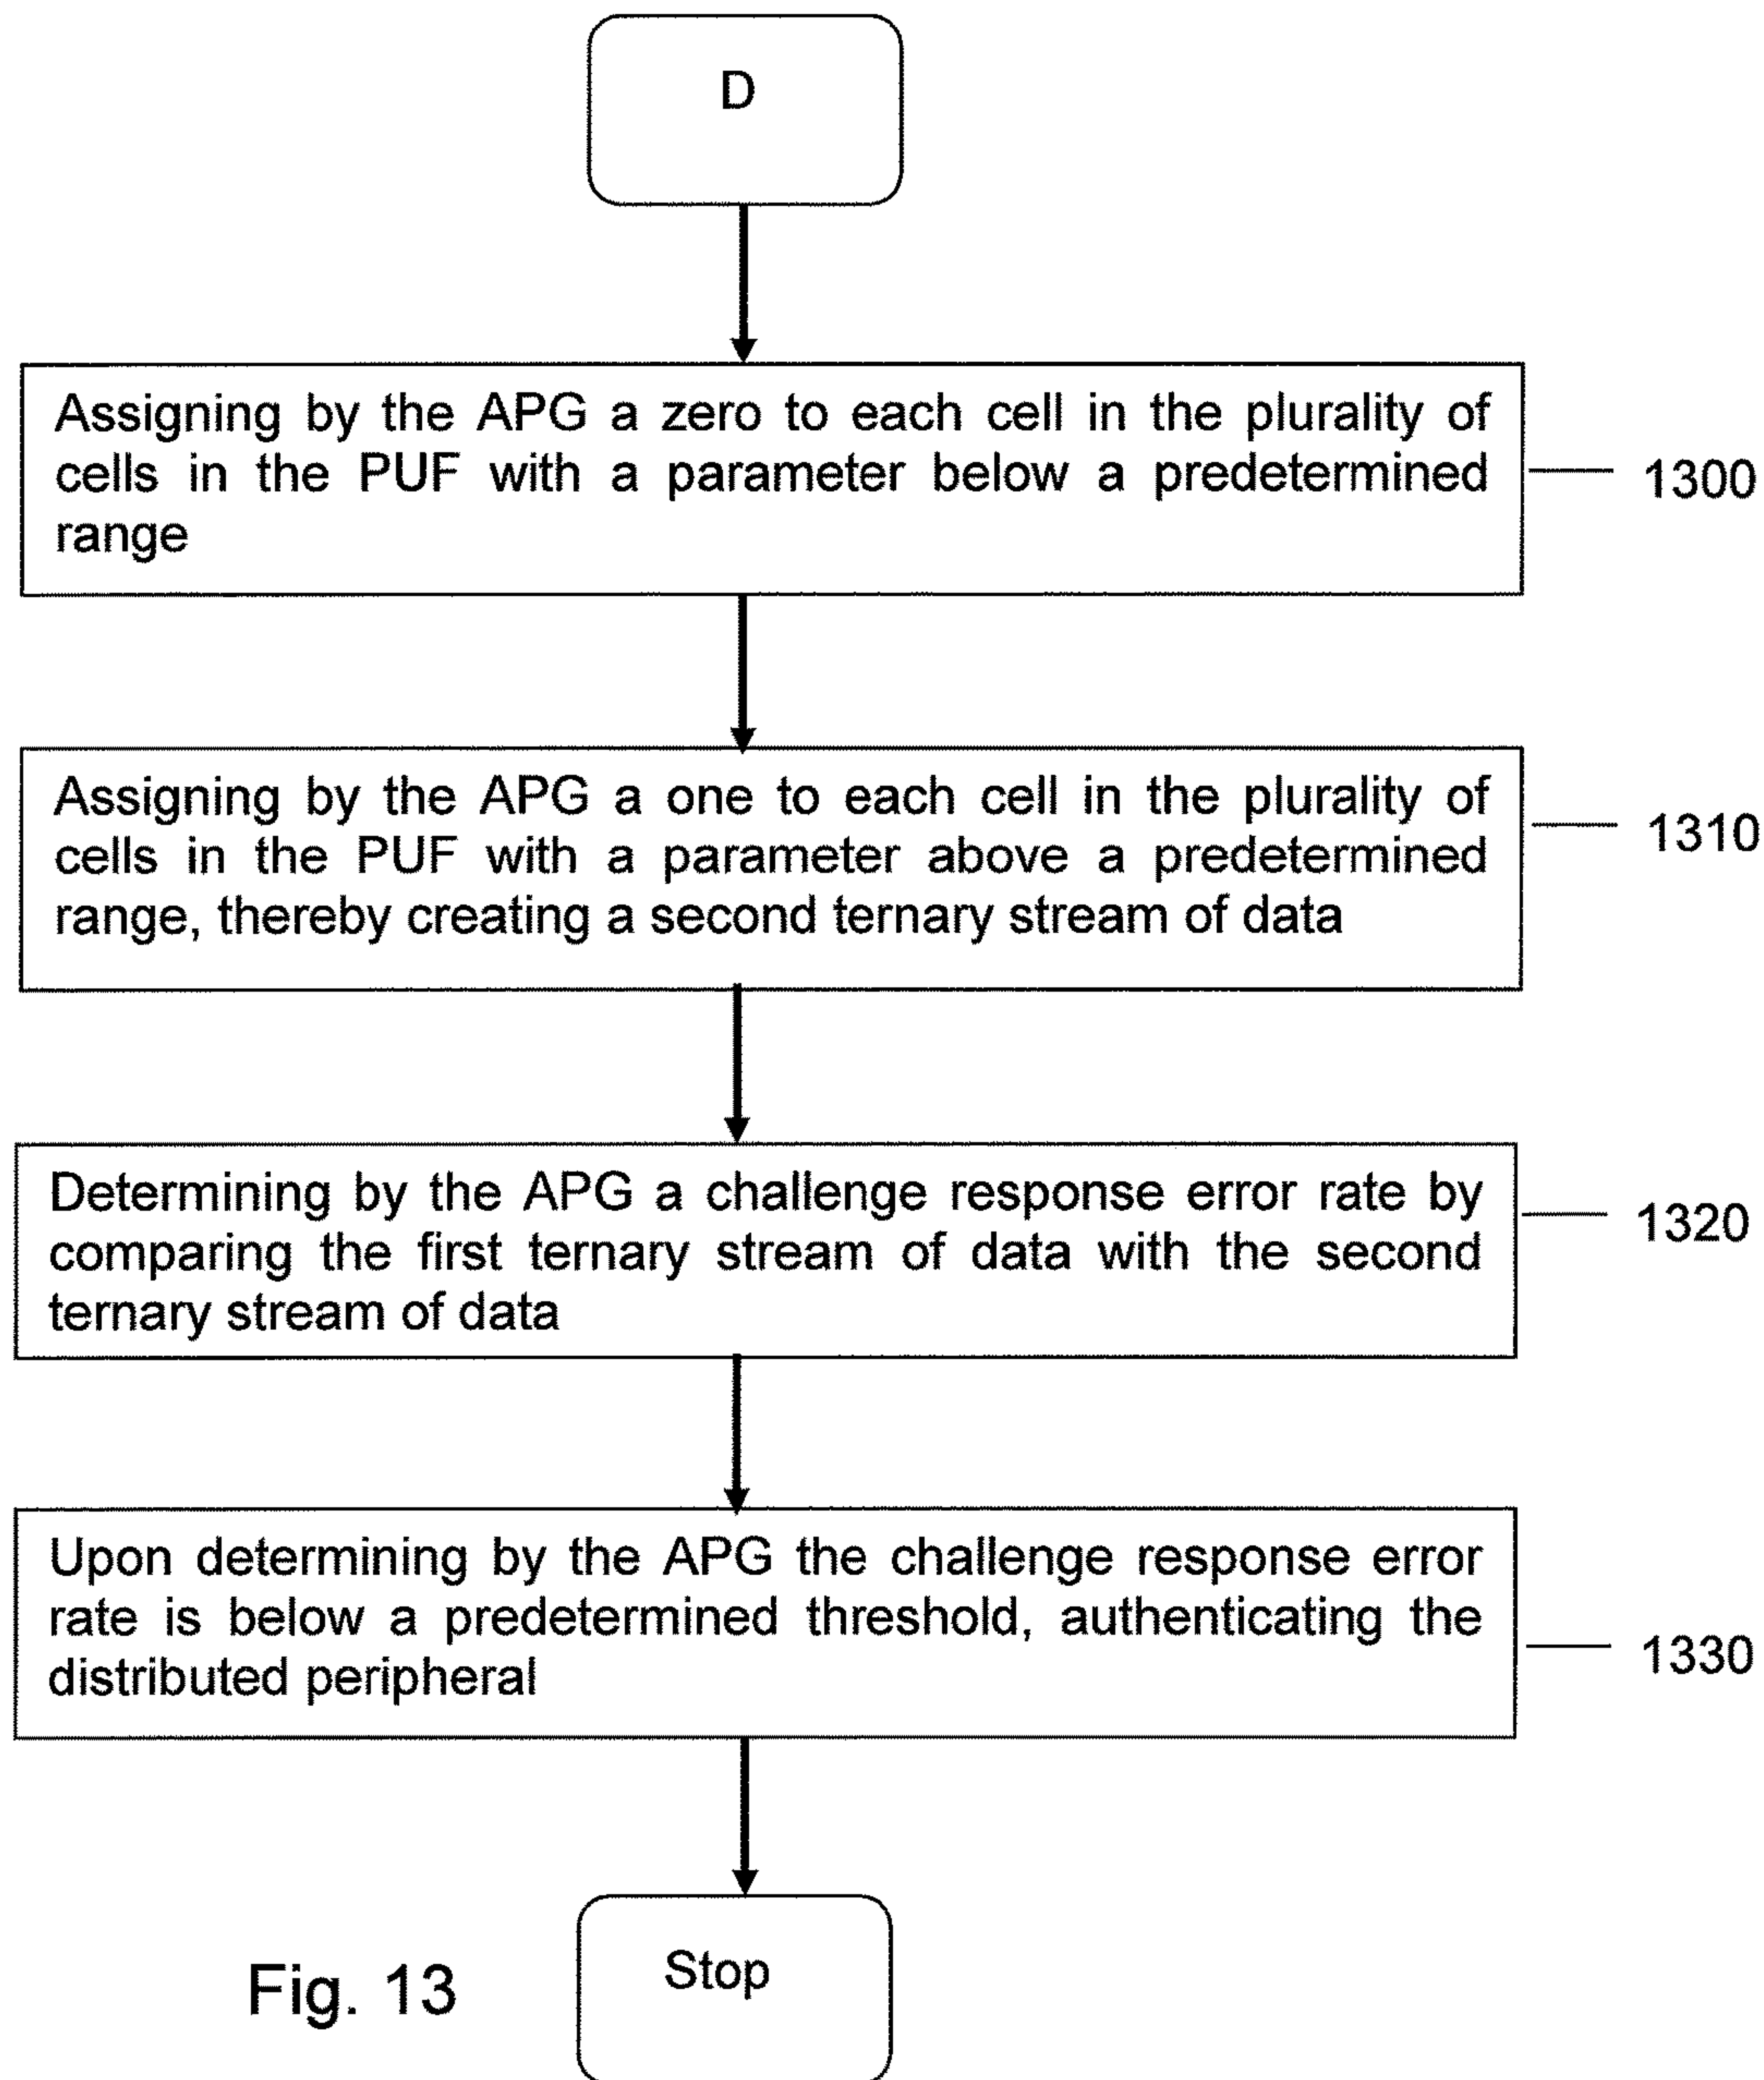 D
Assigning by the APG a zero to each cell in the plurality of
cells in the PUF with a parameter below a predetermined
range
1300
Assigning by the APG a one to each cell in the plurality of
cells in the PUF with a parameter above a predetermined
range, thereby creating a second ternary stream of data
1310
Determining by the APG a challenge response error rate by
comparing the first ternary stream of data with the second
ternary stream of data
1320
Upon determining by the APG the challenge response error
rate is below a predetermined threshold, authenticating the
distributed peripheral
1330
Stop
Fig. 13